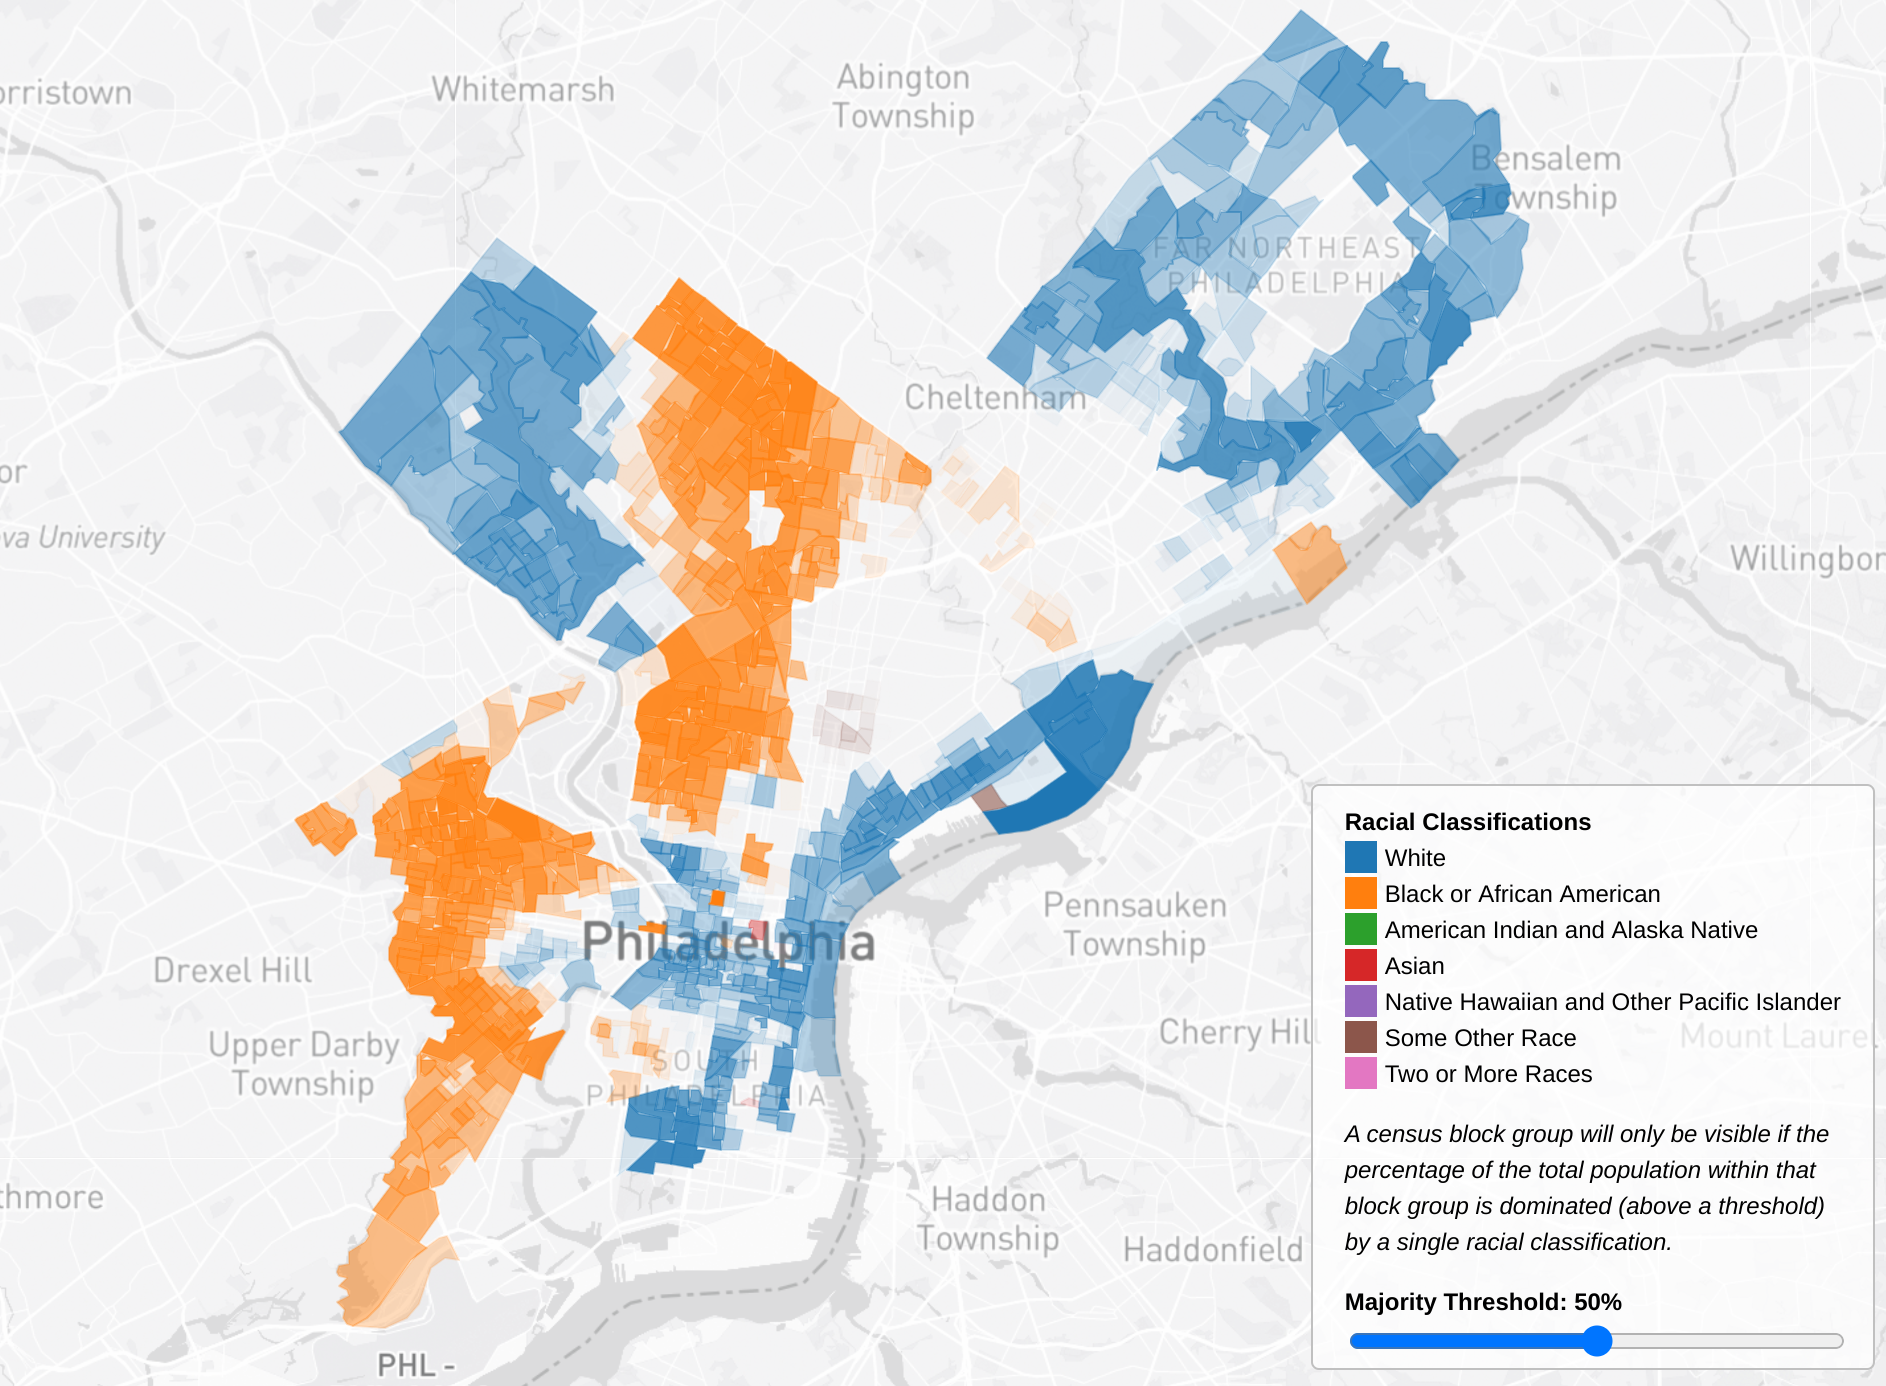 orristown
Whitemarsh
Abington
Township
Bensalem
Township
FAR NORTHEAST
PHILADELPHIA
Cheltenham
or
va University
Willingbor
Philadelphia
Pennsauken
Township
Drexel Hill
Upper Darby
Township
Cherry Hill
Mount Laurel
SOUTH
PHILADELPHIA
thmore
Haddon
Township
Haddonfield
PHL -
Racial Classifications
White
Black or African American
American Indian and Alaska Native
Asian
Native Hawaiian and Other Pacific Islander
Some Other Race
Two or More Races
A census block group will only be visible if the
percentage of the total population within that
block group is dominated (above a threshold)
by a single racial classification.
Majority Threshold: 50%